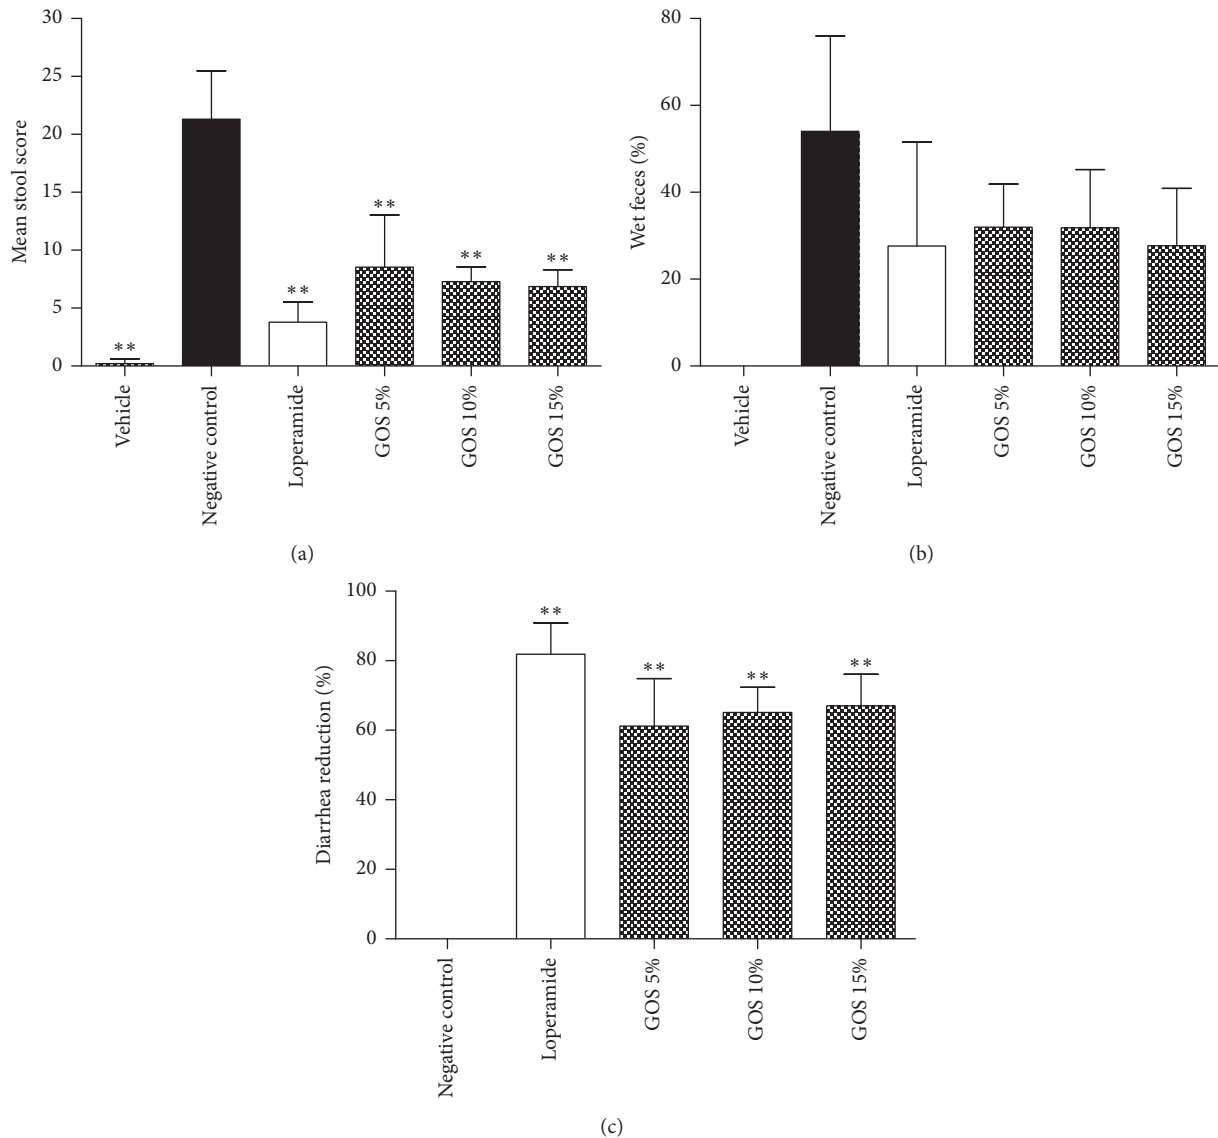 30
25
20
15
10
5
0
Mean stool score
**
**
**
**
**
Vehicle
Negative control
Loperamide
GOS 5%
GOS 10%
GOS 15%
(a)
80
60
40
20
0
Wet feces (%)
Vehicle
Negative control
Loperamide
GOS 5%
GOS 10%
GOS 15%
(b)
100
80
60
40
20
0
Diarrhea reduction (%)
**
**
**
**
Negative control
Loperamide
GOS 5%
GOS 10%
GOS 15%
(c)